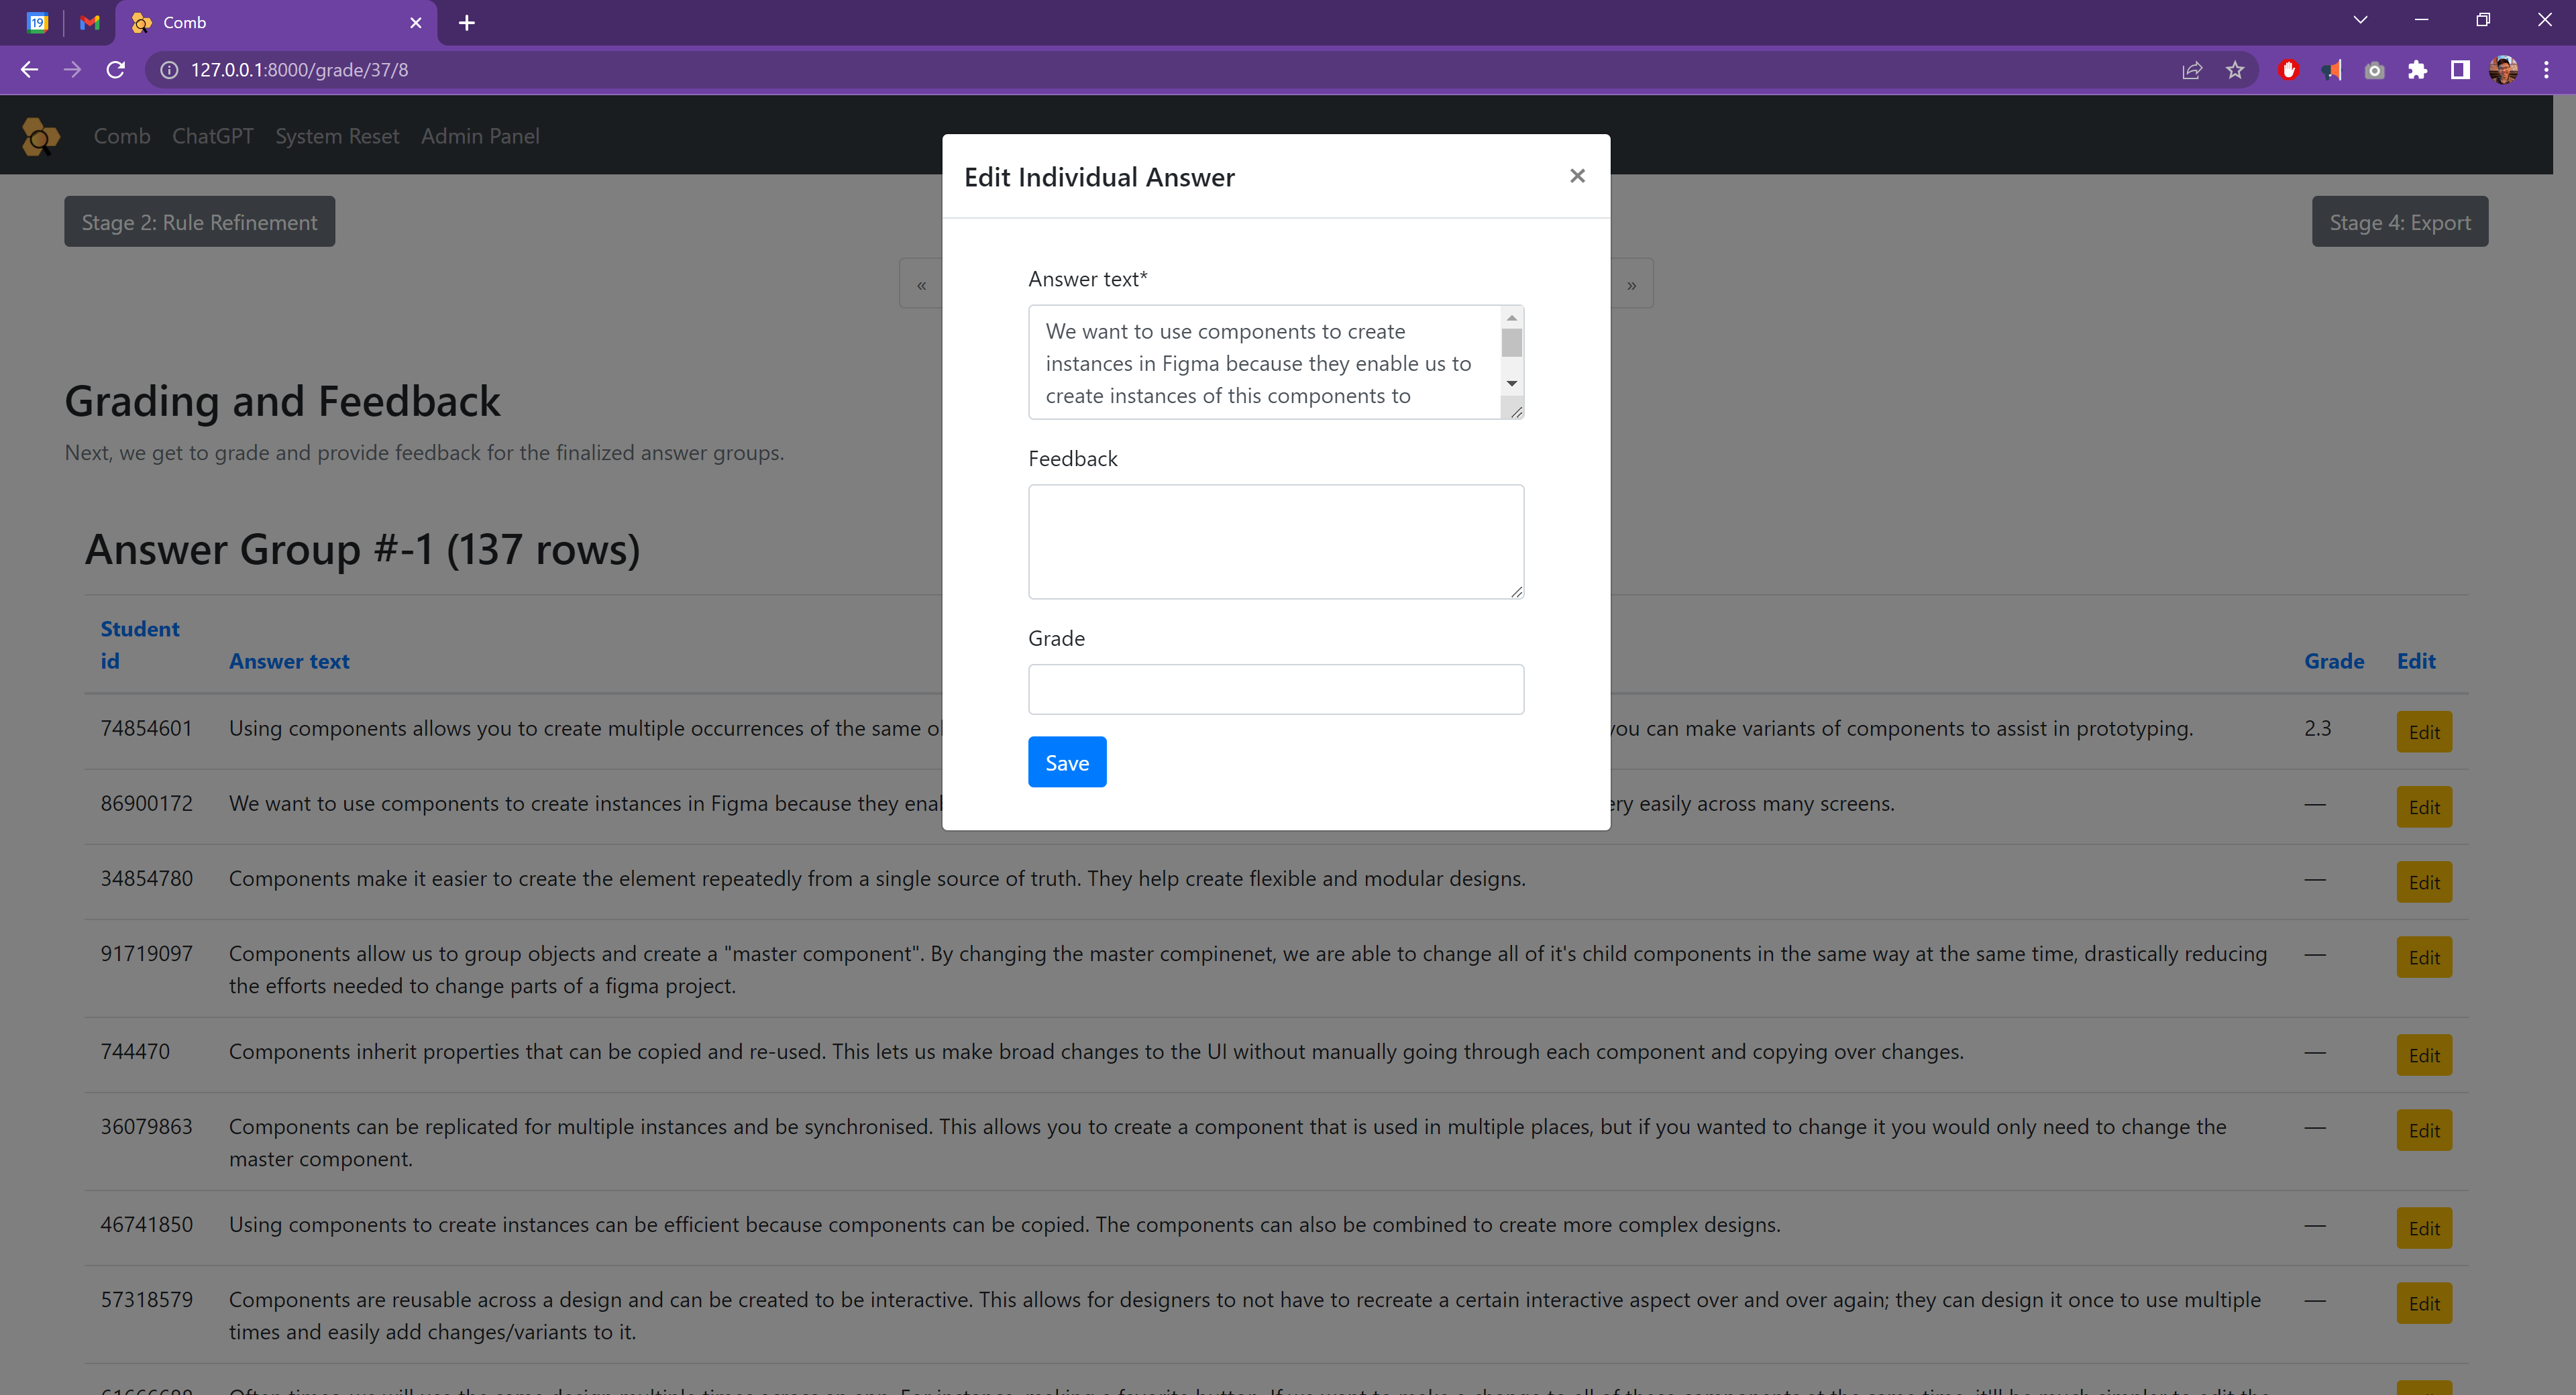 19
Comb
127.0.0.1:8000/grade/37/8
Comb ChatGPT System Reset Admin Panel
Edit Individual Answer ×
Stage 2: Rule Refinement
Stage 4: Export
«
»
Answer text*
We want to use components to create
instances in Figma because they enable us to
create instances of this components to
Feedback
Grade
Save
Grading and Feedback
Next, we get to grade and provide feedback for the finalized answer groups.
Answer Group #-1 (137 rows)
Student
id Answer text Grade Edit
74854601 Using components allows you to create multiple occurrences of the same you can make variants of components to assist in prototyping. 2.3 Edit
86900172 We want to use components to create instances in Figma because they easily across many screens. — Edit
34854780 Components make it easier to create the element repeatedly from a single source of truth. They help create flexible and modular designs. — Edit
91719097 Components allow us to group objects and create a "master component". By changing the master compinenet, we are able to change all of it's child components in the same way at the same time, drastically reducing — Edit
the efforts needed to change parts of a figma project.
744470 Components inherit properties that can be copied and re-used. This lets us make broad changes to the UI without manually going through each component and copying over changes. — Edit
36079863 Components can be replicated for multiple instances and be synchronised. This allows you to create a component that is used in multiple places, but if you wanted to change it you would only need to change the — Edit
master component.
46741850 Using components to create instances can be efficient because components can be copied. The components can also be combined to create more complex designs. — Edit
57318579 Components are reusable across a design and can be created to be interactive. This allows for designers to not have to recreate a certain interactive aspect over and over again; they can design it once to use multiple — Edit
times and easily add changes/variants to it.